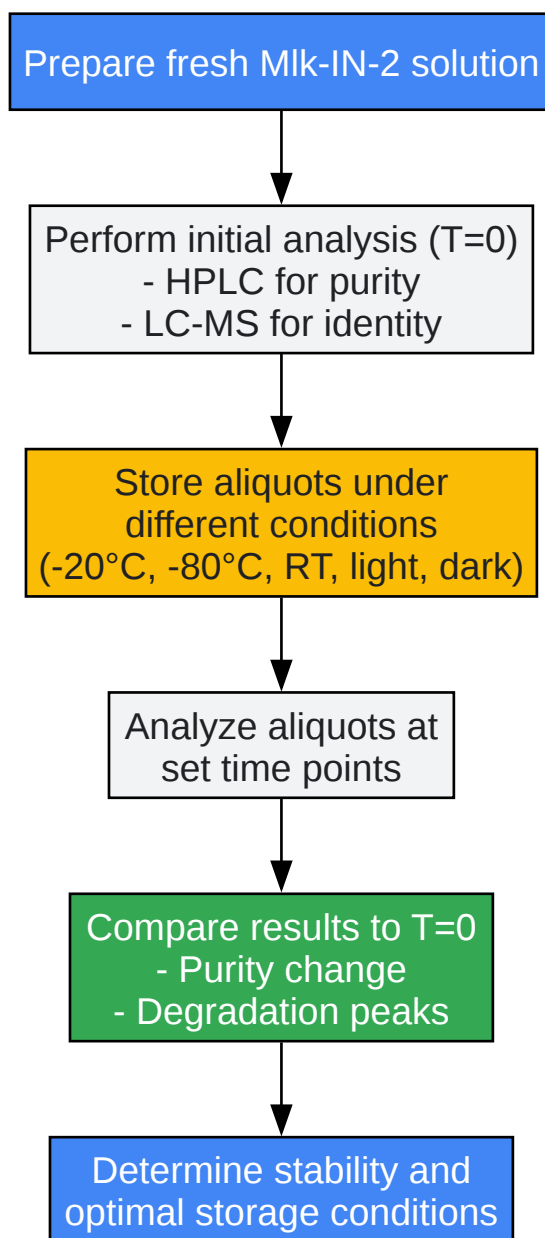 Prepare fresh Mlk-IN-2 solution
Perform initial analysis (T=0)
- HPLC for purity
- LC-MS for identity
Store aliquots under
different conditions
(-20°C, -80°C, RT, light, dark)
Analyze aliquots at
set time points
Compare results to T=0
- Purity change
- Degradation peaks
Determine stability and
optimal storage conditions